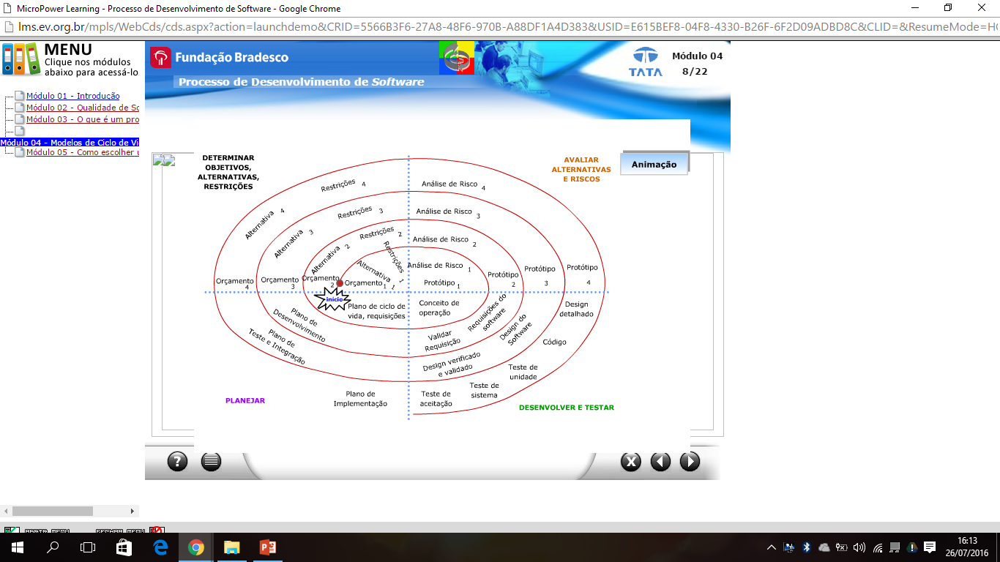 MicroPower Learning - Processo de Desenvolvimento de Software - Google Chrome
lms.ev.org.br/mpls/WebCds/cds.aspx?action=launchdemo&CRID=5566B3F6-27A8-48F6-970B-A88DF1A4D383&USID=E615BEF8-04F8-4330-B26F-6F2D09ADBD8C&CLID=&ResumeMode=H
MENU
Clique nos módulos
abaixo para acessá-lo
Módulo 01 - Introdução
Módulo 02 - Qualidade de So
Módulo 03 - O que é um pro
Módulo 04 - Modelos de Ciclo de Vi
Módulo 05 - Como escolher u
Fundação Bradesco
Processo de Desenvolvimento de Software
TATA
Módulo 04
8/22
DETERMINAR
OBJETIVOS,
ALTERNATIVAS,
RESTRIÇÕES
AVALIAR
ALTERNATIVAS
E RISCOS
Animação
Restrições 4
Análise de Risco 4
Alternativa 4
Restrições 3
Análise de Risco 3
Alternativa 3
Restrições 2
Análise de Risco 2
Alternativa 2
Restrições 1
Análise de Risco 1
Alternativa 1
Orçamento 4
Orçamento 3
Orçamento 2
Orçamento 1
Protótipo 1
Protótipo 2
Protótipo 3
Protótipo 4
início
Plano de ciclo de
vida, requisições
Conceito de
operação
Requisições do
software
Design do
Software
Design
detalhado
Plano de
Desenvolvimento
Validar
Requisição
Código
Plano de
Teste e Integração
Design verificado
e validado
Teste de
unidade
Teste de
sistema
Plano de
Implementação
Teste de
aceitação
PLANEJAR
DESENVOLVER E TESTAR
ABRIR MENU
FECHAR MENU
16:13
26/07/2016